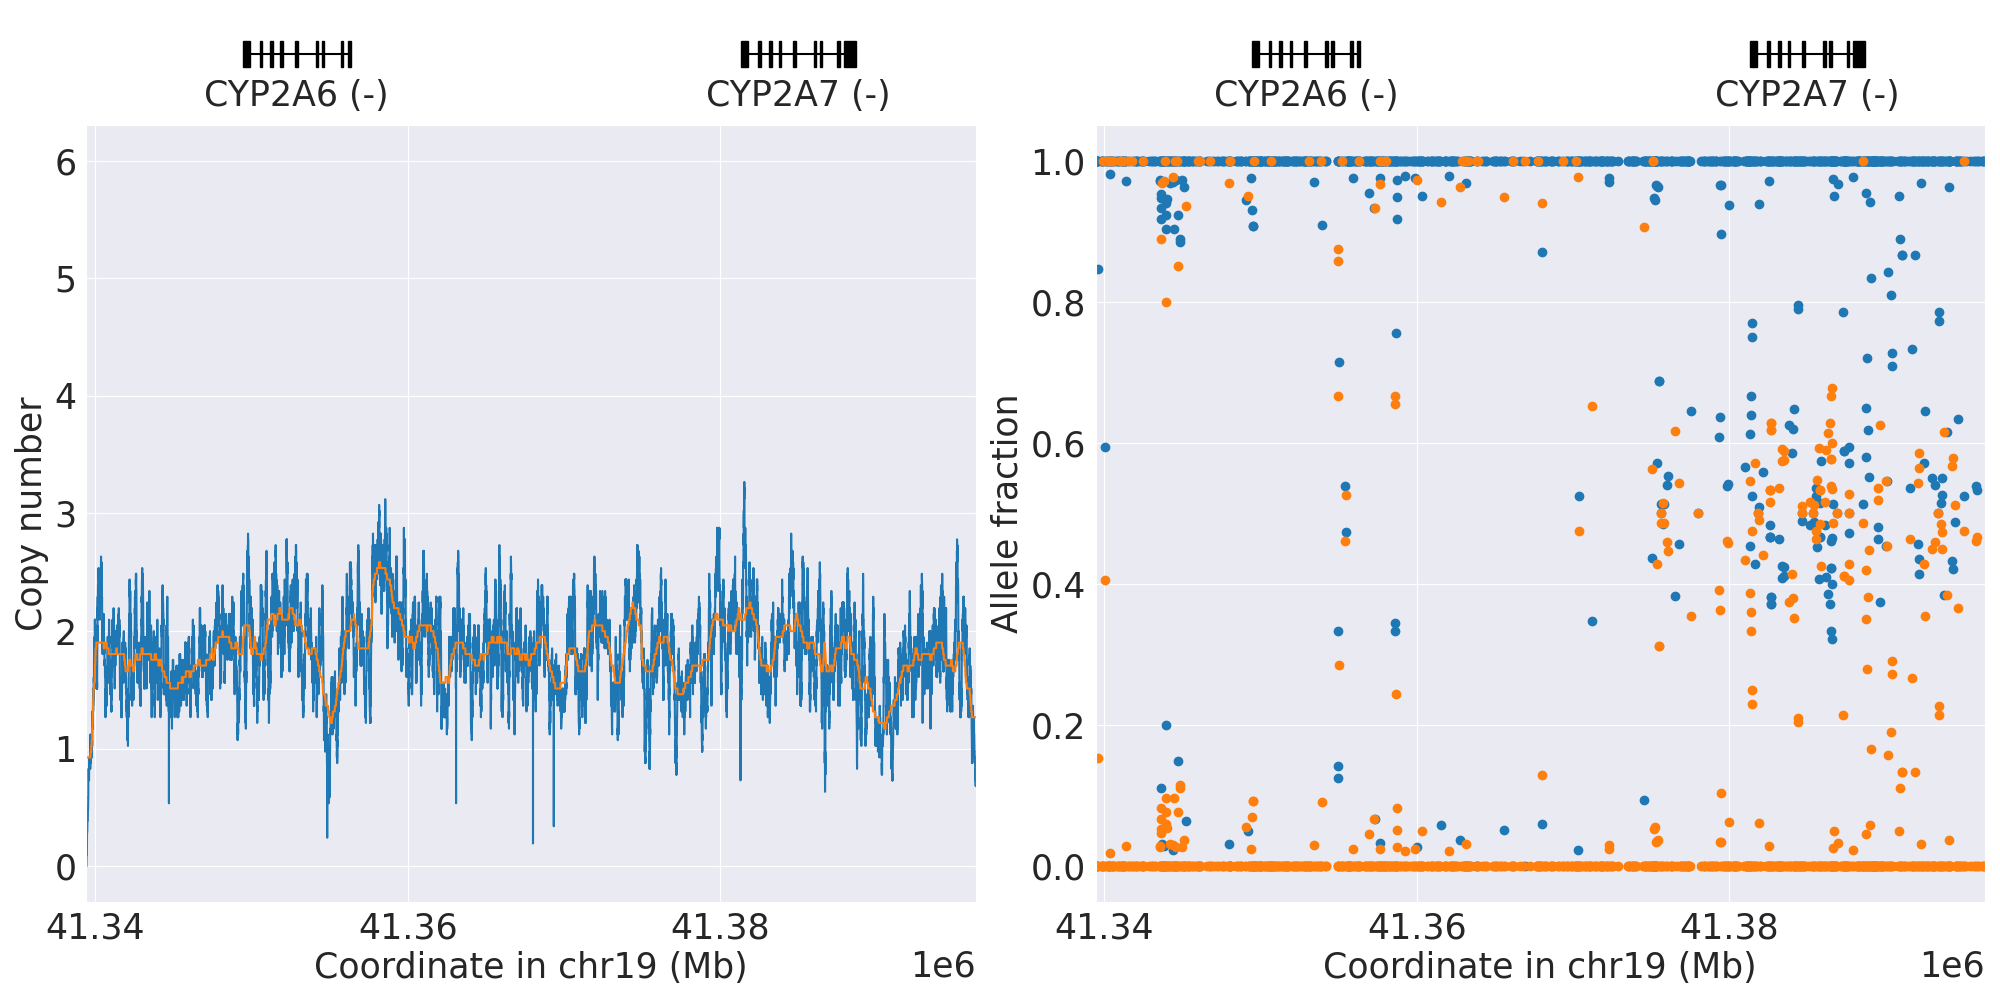 CYP2A6 (-)
CYP2A7 (-)
6
5
4
3
2
1
0
Copy number
41.34
41.36
41.38
Coordinate in chr19 (Mb)
1e6
CYP2A6 (-)
CYP2A7 (-)
1.0
0.8
0.6
0.4
0.2
0.0
Allele fraction
41.34
41.36
41.38
Coordinate in chr19 (Mb)
1e6